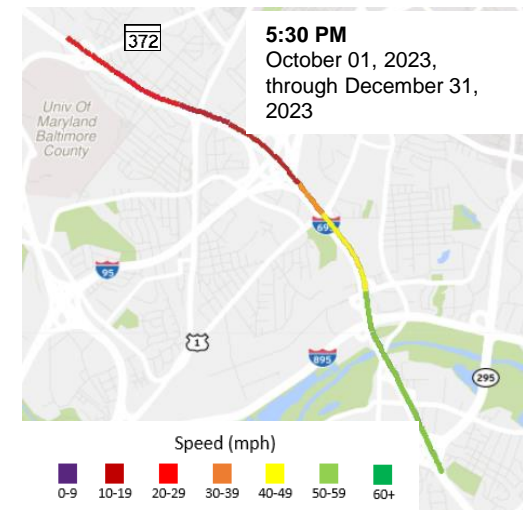 372
5:30 PM
October 01, 2023,
through December 31,
2023
Univ Of
Maryland
Baltimore
County
695
95
1
895
295
Speed (mph)
0-9 10-19 20-29 30-39 40-49 50-59 60+